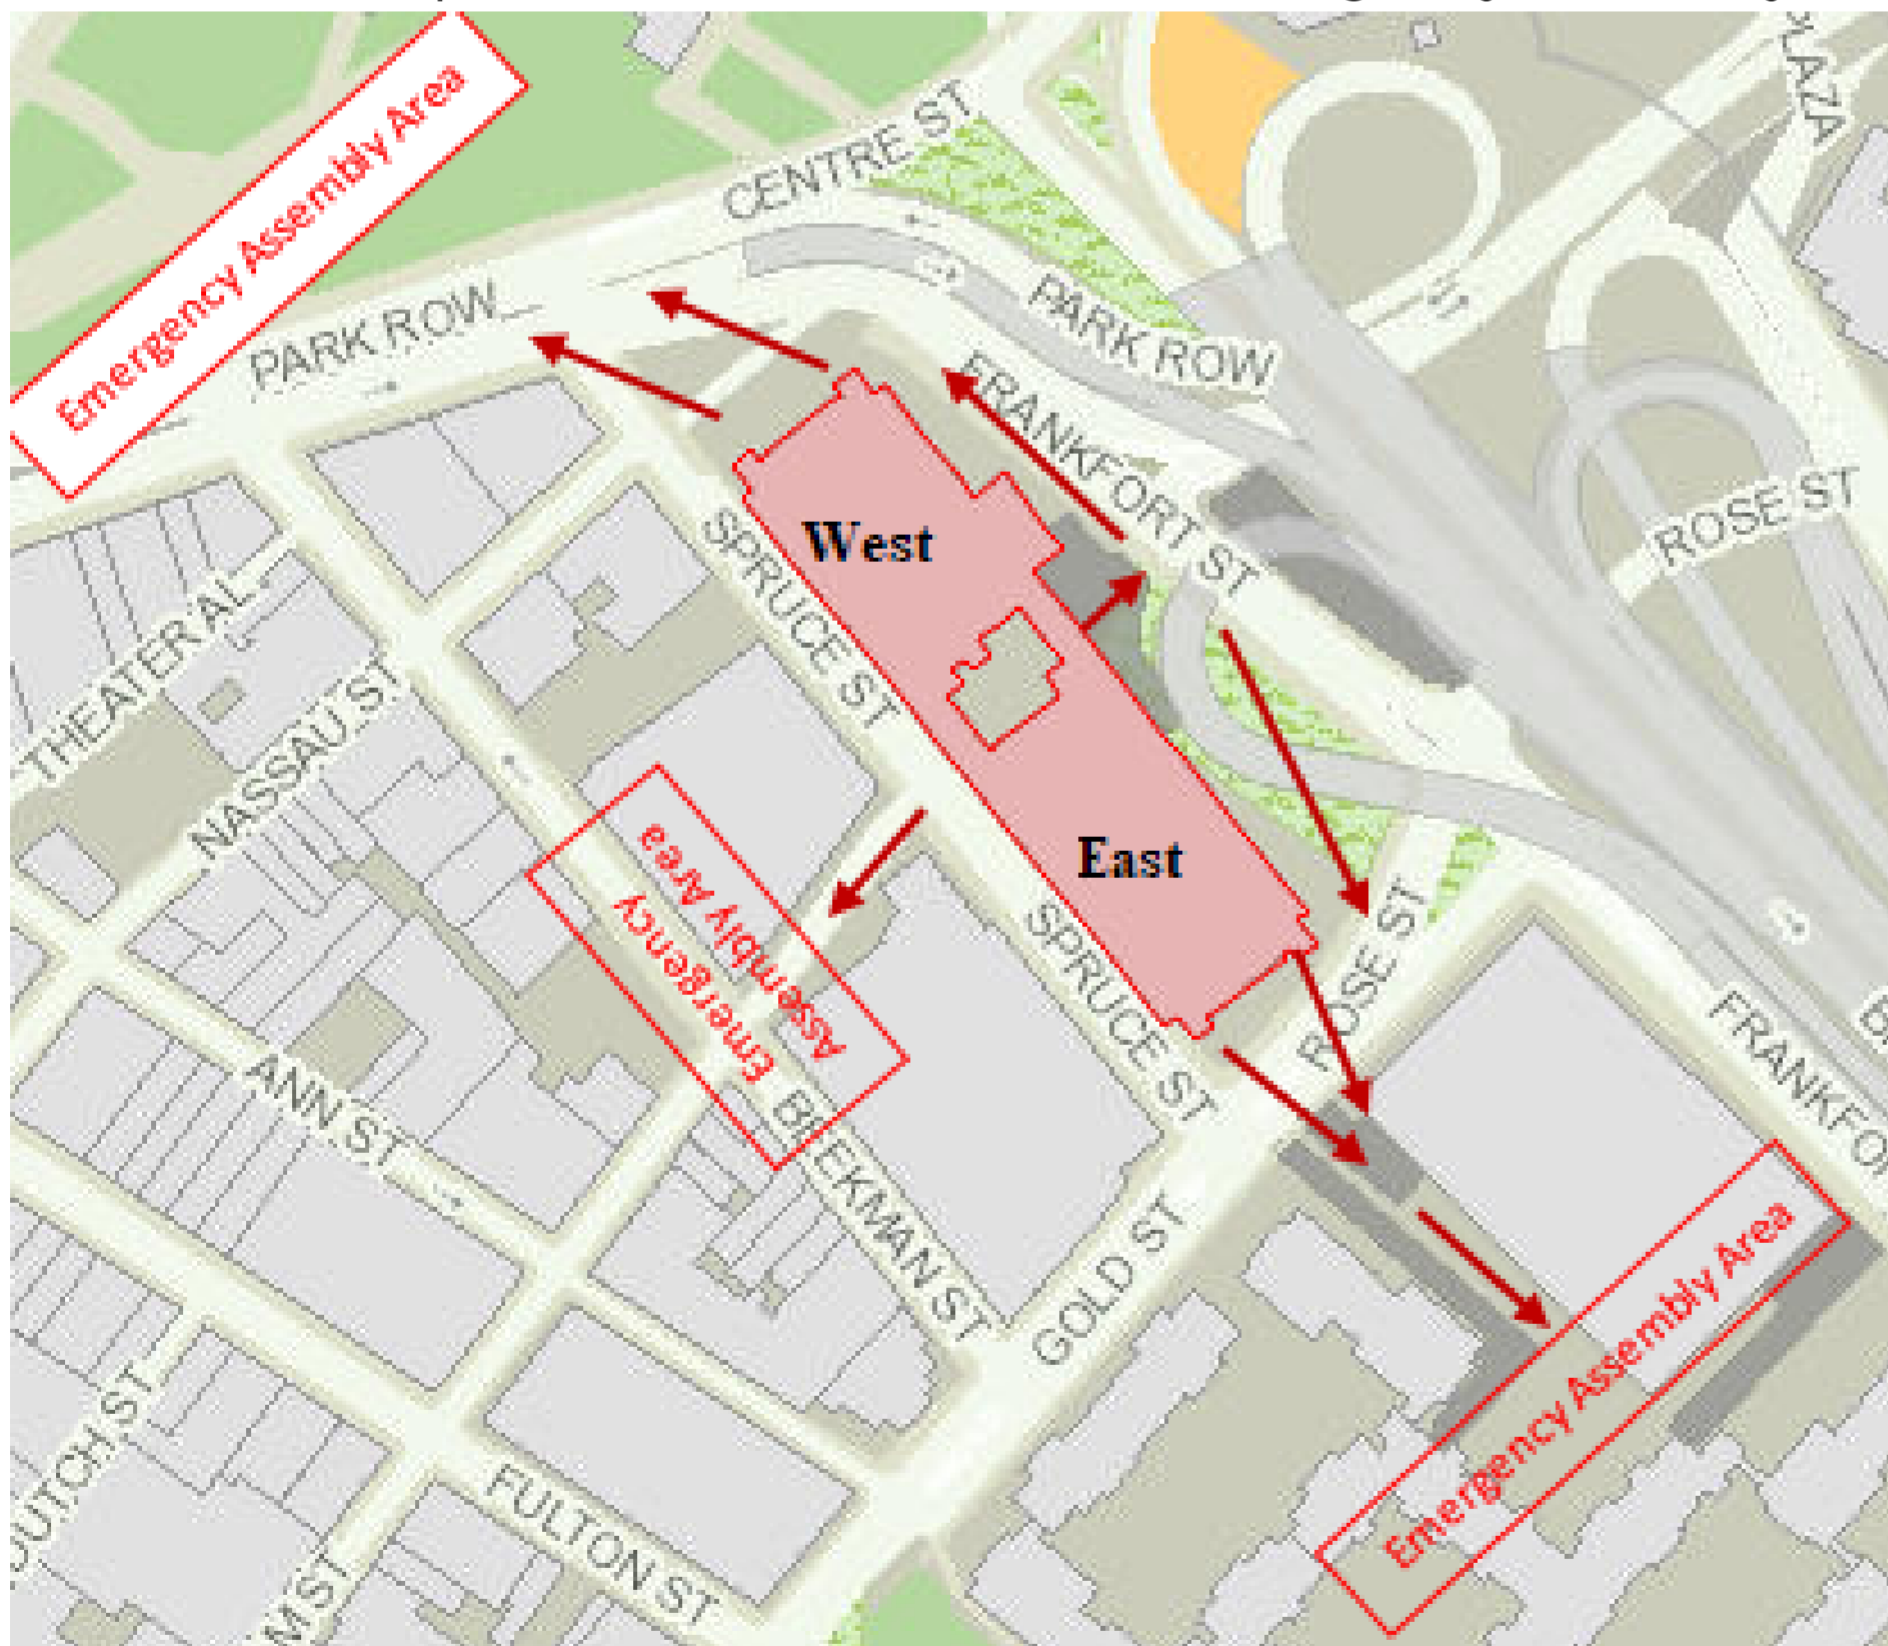 PLAZA
CENTRE ST
Emergency Assembly Area
PARK ROW
PARK ROW
FRANKFORT ST
ROSE ST
West
SPRUCE ST
THEATER AL
NASSAU ST
East
Emergency
Assembly Area
ROSE ST
SPRUCE ST
FRANKFO
ANN ST
BEEKMAN ST
GOLD ST
Emergency Assembly Area
DUTCH ST
FULTON ST
M ST